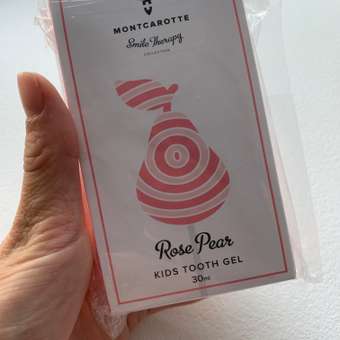 MONTCAROTTE
Smile Therapy
COLLECTION
Rose Pear
KIDS TOOTH GEL
30ml